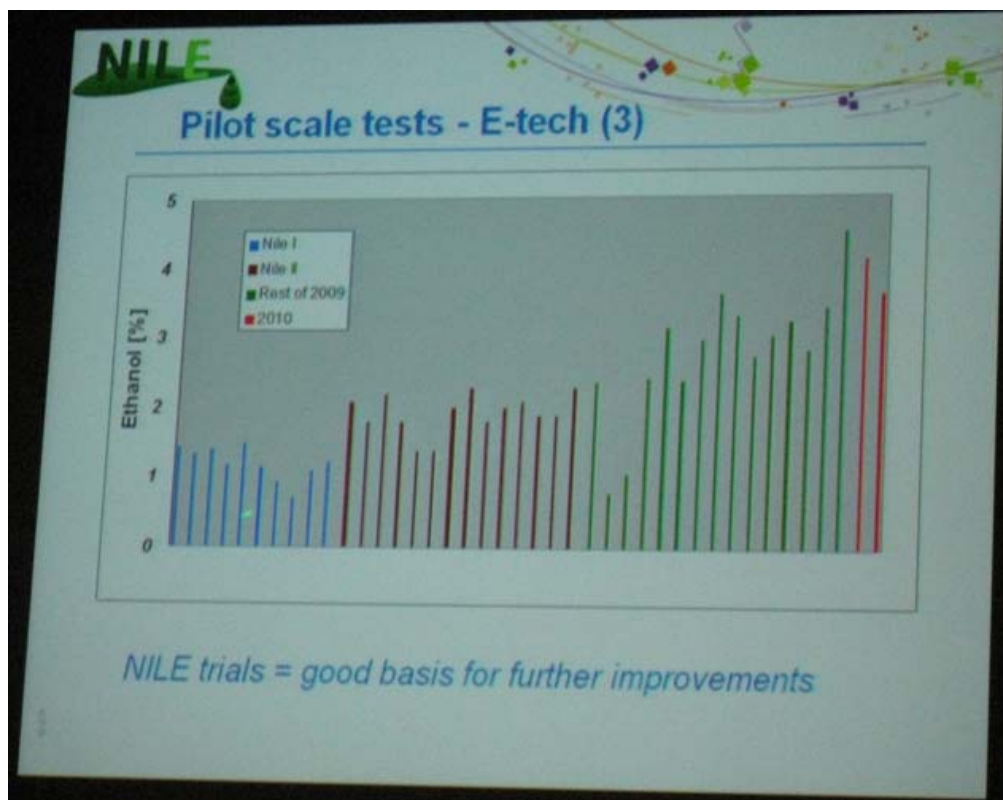 NILE
Pilot scale tests - E-tech (3)
5
4
3
2
1
0
Ethanol [%]
Nile I
Nile II
Rest of 2009
2010
NILE trials = good basis for further improvements